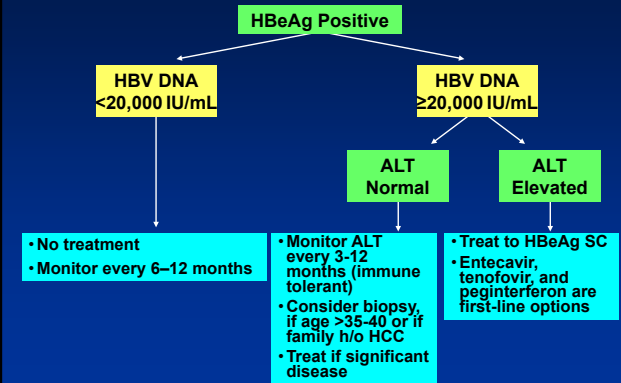 HBeAg Positive
HBV DNA
<20,000 IU/mL
HBV DNA
≥20,000 IU/mL
ALT
Normal
ALT
Elevated
• No treatment
• Monitor every 6–12 months
• Monitor ALT
every 3-12
months (immune
tolerant)
• Consider biopsy,
if age >35-40 or if
family h/o HCC
• Treat if significant
disease
• Treat to HBeAg SC
• Entecavir,
tenofovir, and
peginterferon are
first-line options